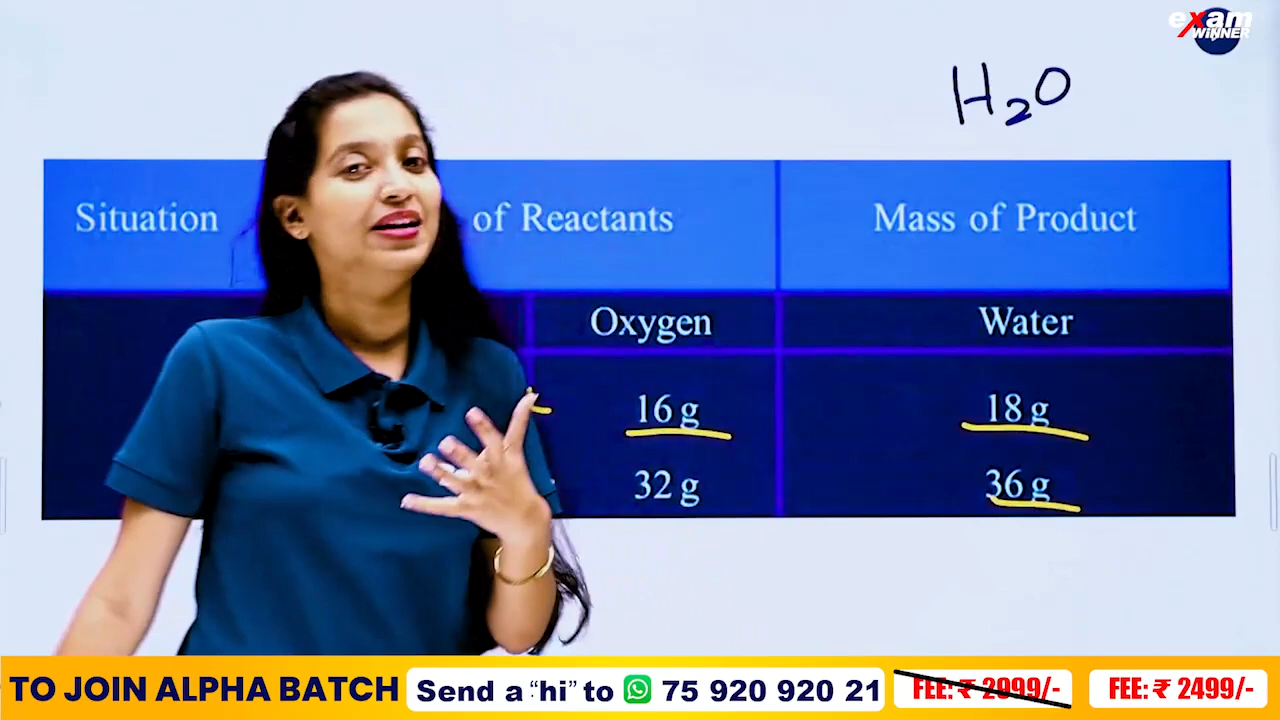 exam
WiNNER
H₂O
Situation of Reactants Mass of Product
Oxygen Water
16 g 18 g
32 g 36 g
TO JOIN ALPHA BATCH Send a “hi” to 75 920 920 21 FEE: ₹ 2999/- FEE: ₹ 2499/-